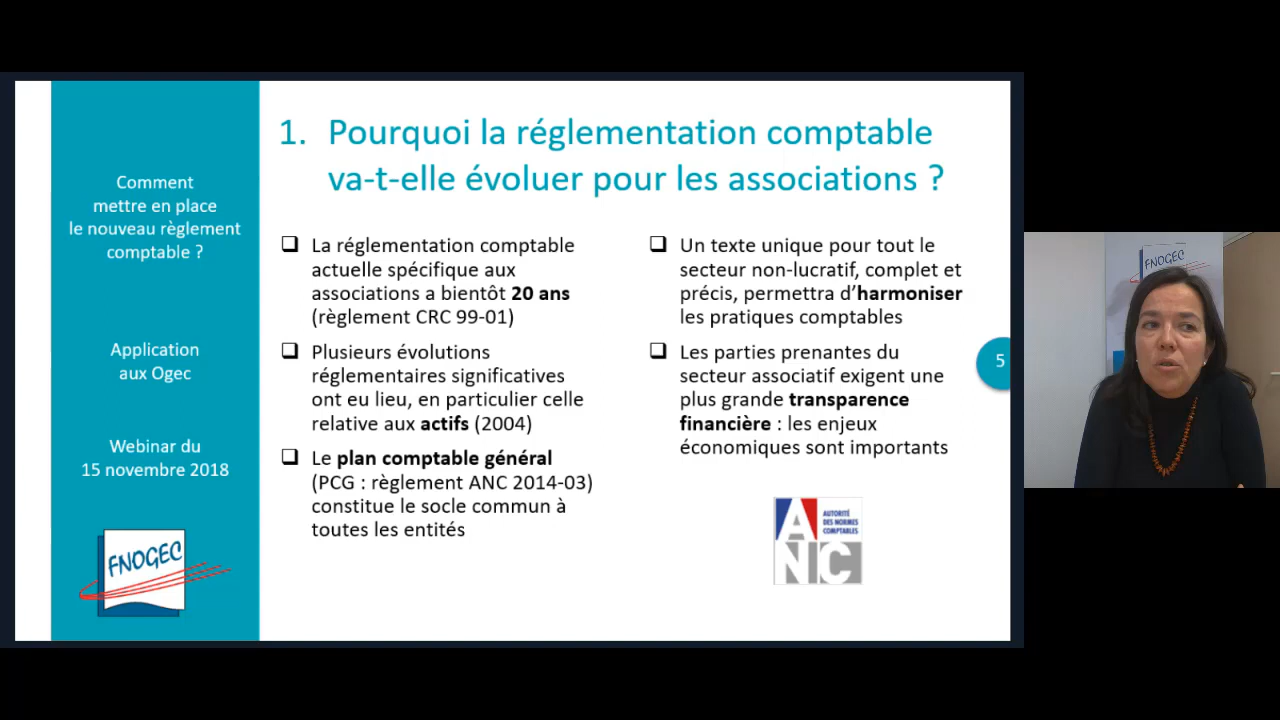 Comment
mettre en place
le nouveau règlement
comptable ?
Application
aux Ogec
Webinar du
15 novembre 2018
FNOGEC
1. Pourquoi la réglementation comptable
va-t-elle évoluer pour les associations ?
❑ La réglementation comptable
actuelle spécifique aux
associations a bientôt 20 ans
(règlement CRC 99-01)
❑ Plusieurs évolutions
réglementaires significatives
ont eu lieu, en particulier celle
relative aux actifs (2004)
❑ Le plan comptable général
(PCG : règlement ANC 2014-03)
constitue le socle commun à
toutes les entités
❑ Un texte unique pour tout le
secteur non-lucratif, complet et
précis, permettra d’harmoniser
les pratiques comptables
❑ Les parties prenantes du
secteur associatif exigent une
plus grande transparence
financière : les enjeux
économiques sont importants
5
ANC
AUTORITÉ
DES NORMES
COMPTABLES
FNOGEC